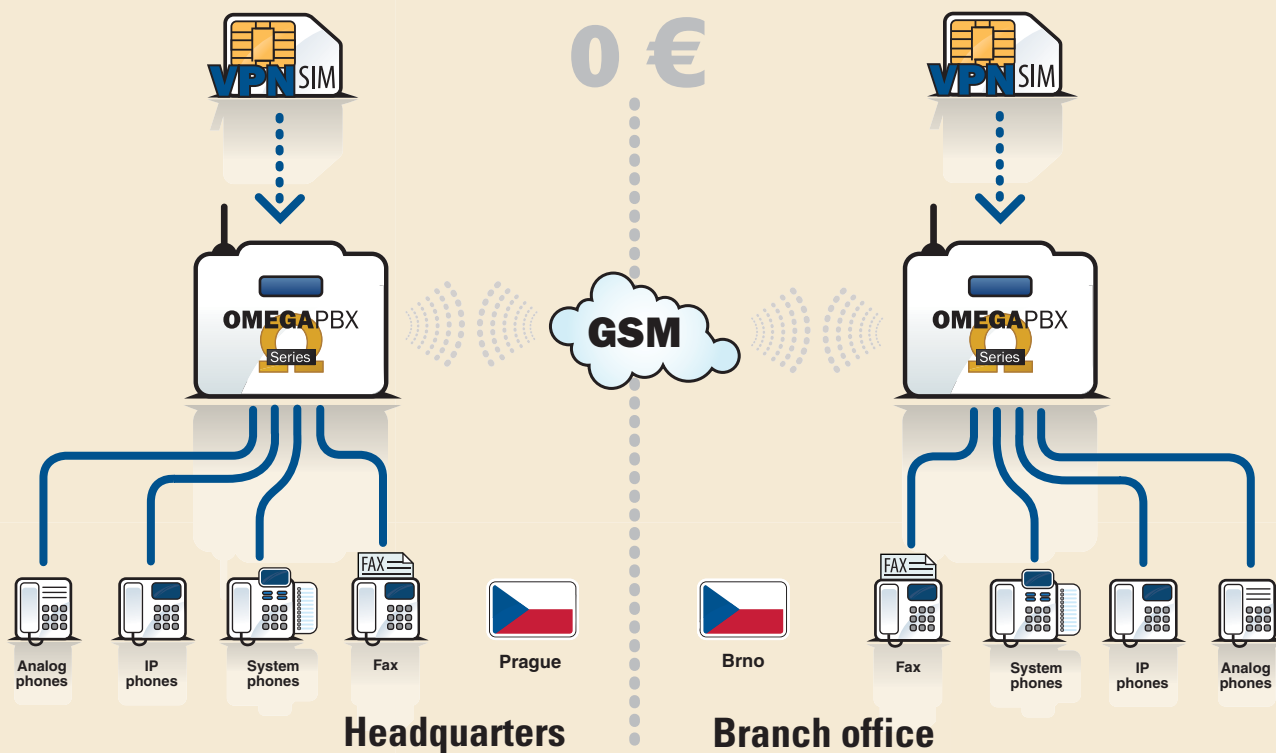 0 €
VPN SIM
VPN SIM
OMEGAPBX
Series
GSM
OMEGAPBX
Series
FAX
FAX
Analog
phones
IP
phones
System
phones
Fax
Prague
Brno
Fax
System
phones
IP
phones
Analog
phones
Headquarters
Branch office